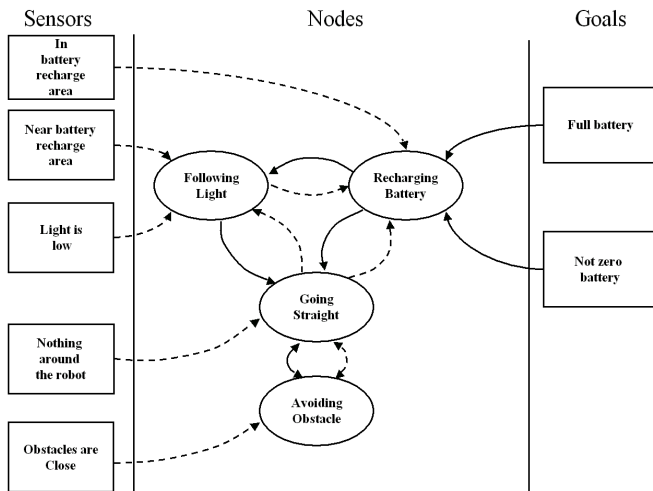 Sensors
Nodes
Goals
In
battery
recharge
area
Near battery
recharge
area
Light is
low
Nothing
around
the robot
Obstacles are
Close
Following
Light
Recharging
Battery
Going
Straight
Avoiding
Obstacle
Full battery
Not zero
battery